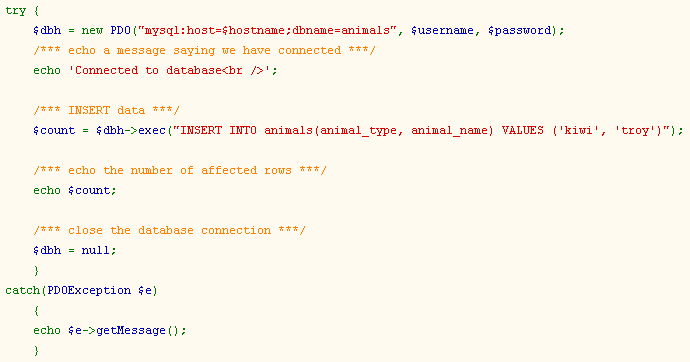 try {
    $dbh = new PDO("mysql:host=$hostname;dbname=animals", $username, $password);
    /*** echo a message saying we have connected ***/
    echo 'Connected to database<br />';

    /*** INSERT data ***/
    $count = $dbh->exec("INSERT INTO animals(animal_type, animal_name) VALUES ('kiwi', 'troy')");

    /*** echo the number of affected rows ***/
    echo $count;

    /*** close the database connection ***/
    $dbh = null;
    }
catch(PDOException $e)
    {
    echo $e->getMessage();
    }